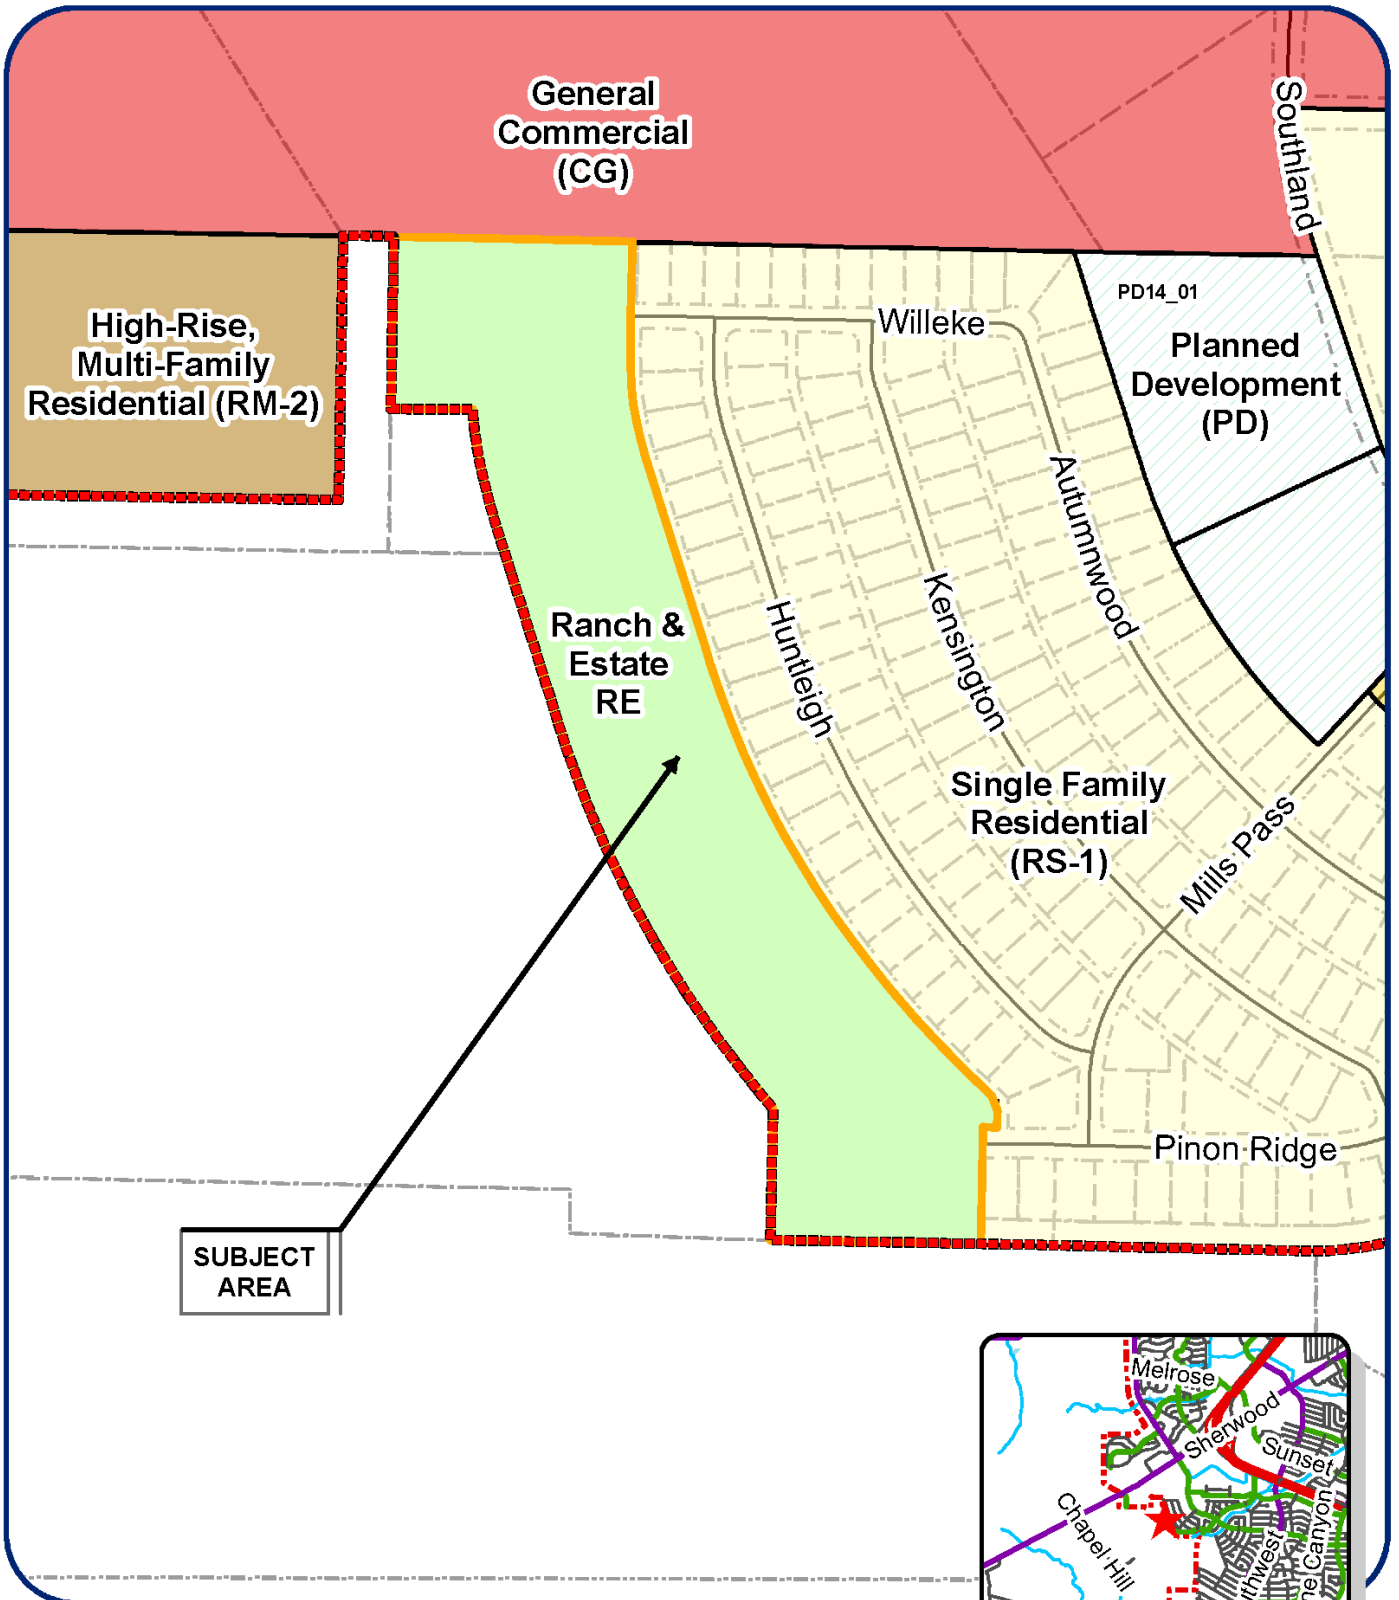 General
Commercial
(CG)
Southland
High-Rise,
Multi-Family
Residential (RM-2)
PD14_01
Planned
Development
(PD)
Willeke
Autumnwood
Kensington
Huntleigh
Ranch &
Estate
RE
Single Family
Residential
(RS-1)
Mills Pass
Pinon Ridge
SUBJECT
AREA
Melrose
Sherwood
Sunset
Chapel Hill